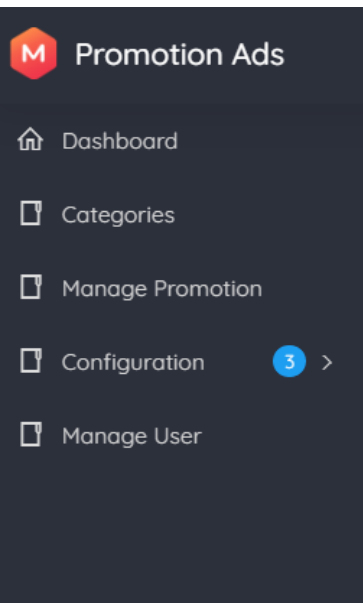 M Promotion Ads
Dashboard
Categories
Manage Promotion
Configuration 3
Manage User